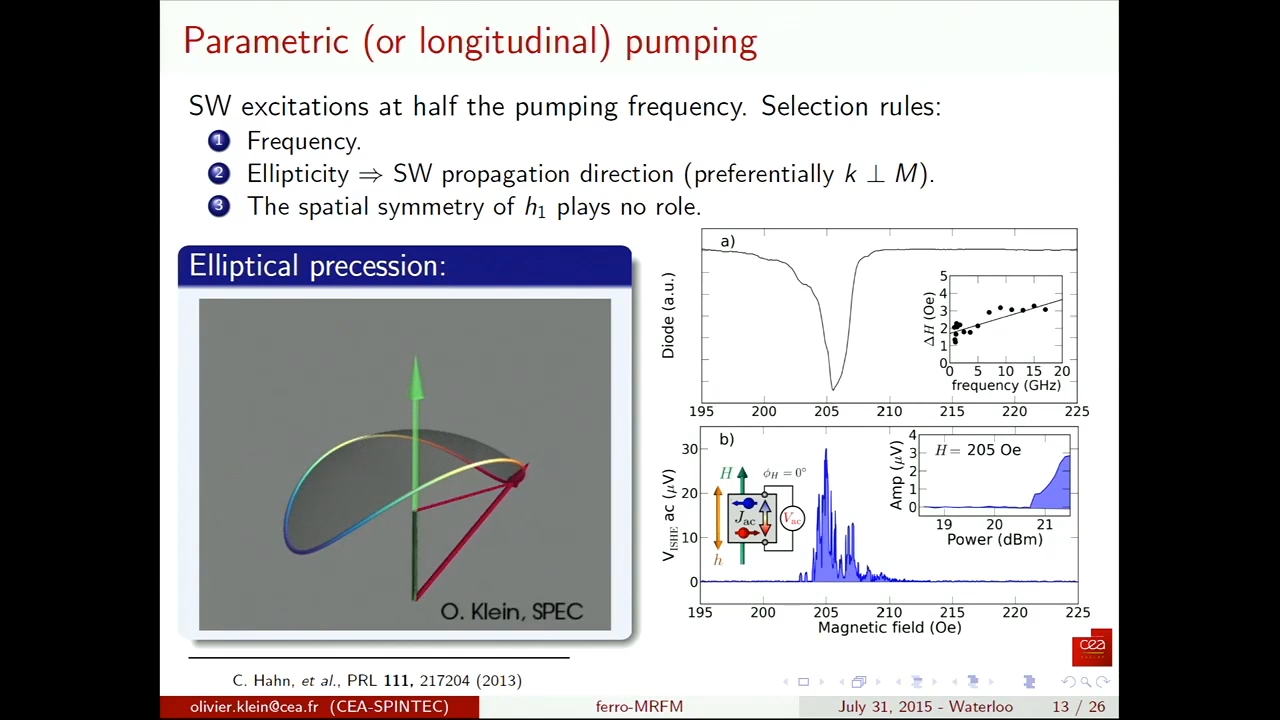 Parametric (or longitudinal) pumping
SW excitations at half the pumping frequency. Selection rules:
1 Frequency.
2 Ellipticity ⇒ SW propagation direction (preferentially k ⊥ M).
3 The spatial symmetry of h₁ plays no role.
Elliptical precession:
O. Klein, SPEC
a)
Diode (a.u.)
195 200 205 210 215 220 225
ΔH (Oe)
5
4
3
2
1
0
0 5 10 15 20
frequency (GHz)
b)
V_ISHE ac (μV)
30
20
10
0
H
ϕ_H = 0°
J_ac
V_ac
h
H = 205 Oe
Amp (μV)
4
3
2
1
0
19 20 21
Power (dBm)
195 200 205 210 215 220 225
Magnetic field (Oe)
cea
C. Hahn, et al., PRL 111, 217204 (2013)
olivier.klein@cea.fr (CEA-SPINTEC) ferro-MRFM July 31, 2015 - Waterloo 13 / 26